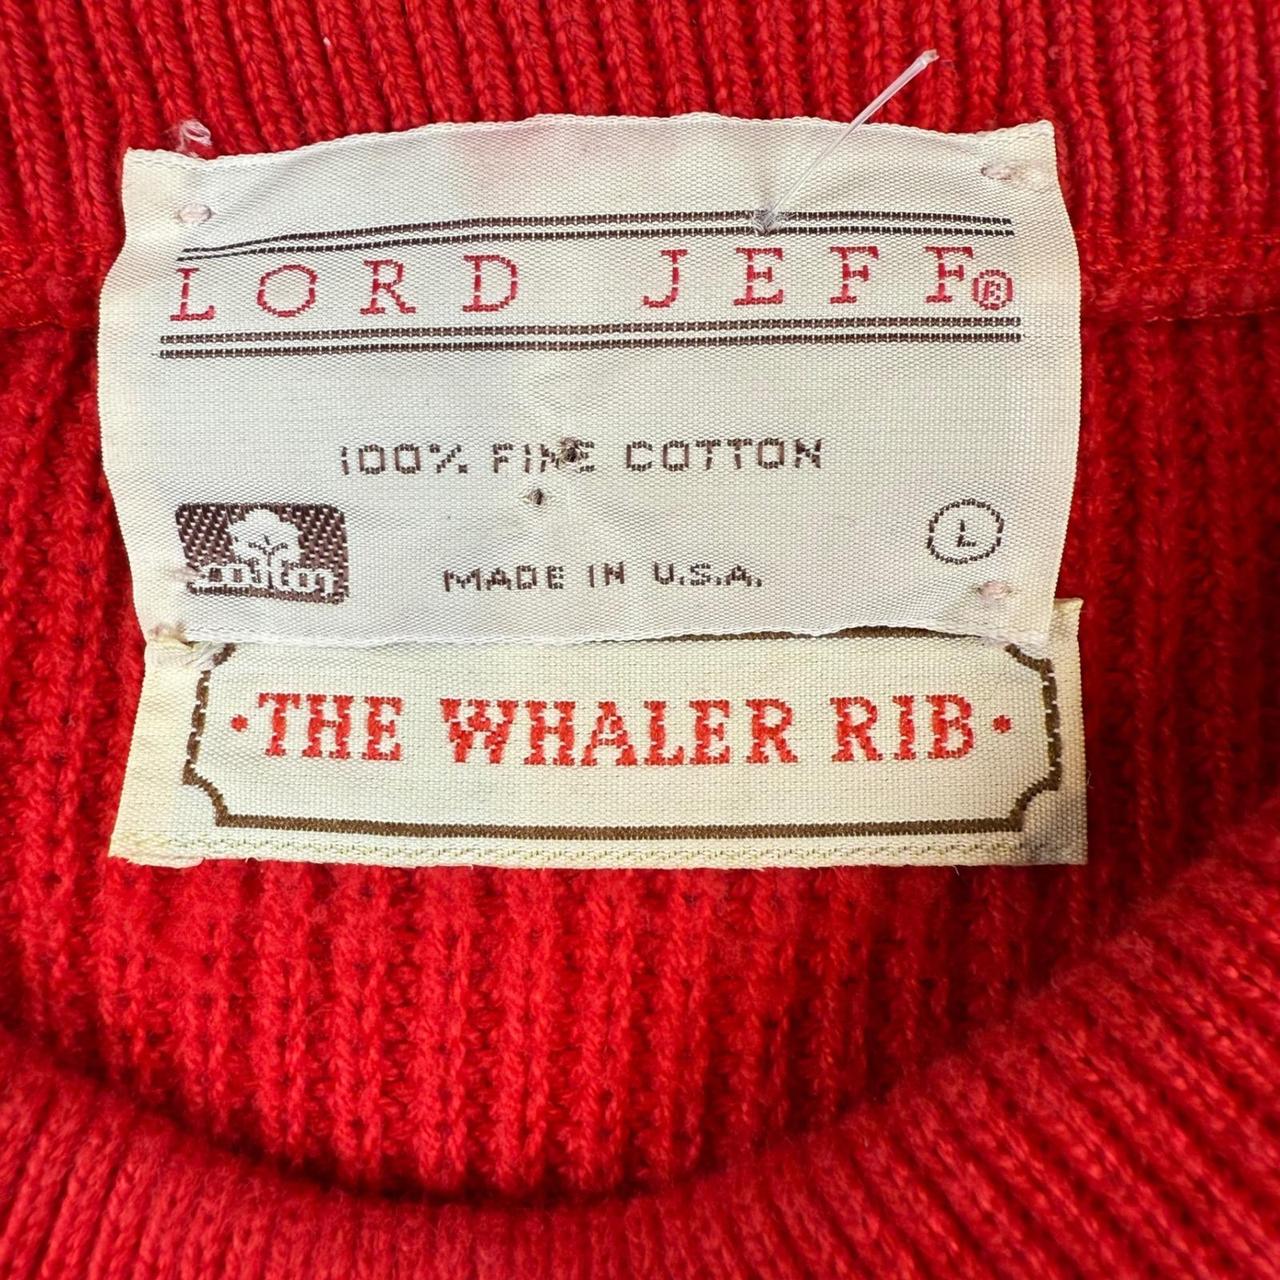 LORD JEFF®
100% FINE COTTON
cotton
L
MADE IN U.S.A.
•THE WHALER RIB•